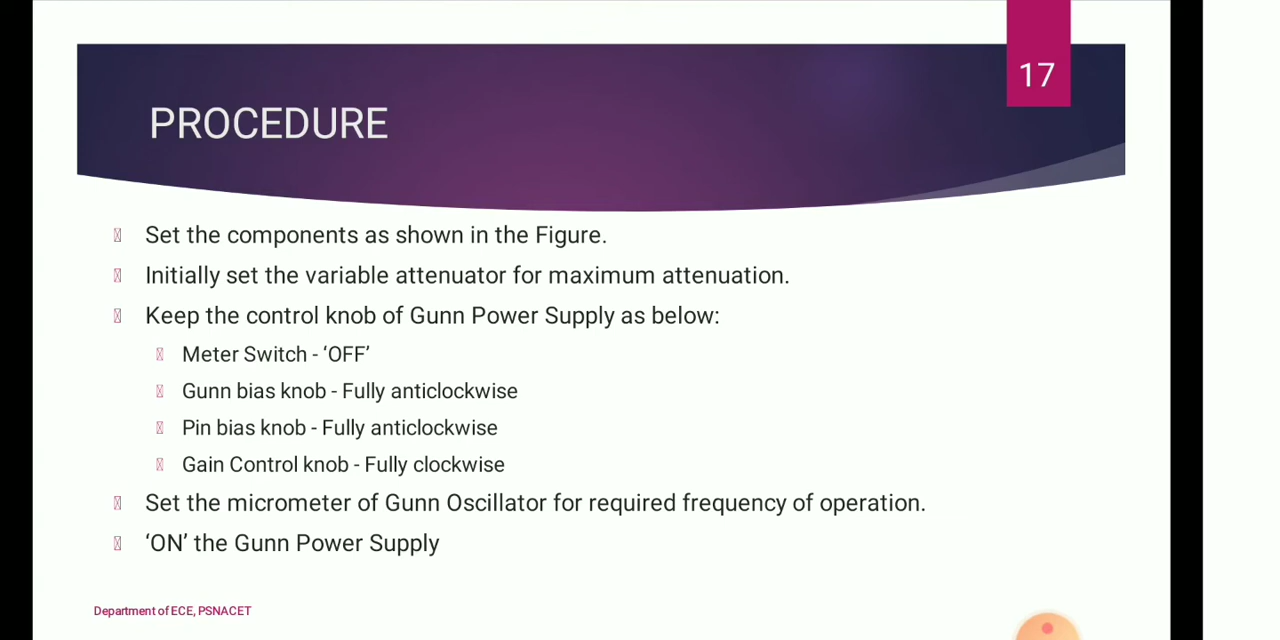 17
PROCEDURE
Set the components as shown in the Figure.
Initially set the variable attenuator for maximum attenuation.
Keep the control knob of Gunn Power Supply as below:
Meter Switch - ‘OFF’
Gunn bias knob - Fully anticlockwise
Pin bias knob - Fully anticlockwise
Gain Control knob - Fully clockwise
Set the micrometer of Gunn Oscillator for required frequency of operation.
‘ON’ the Gunn Power Supply
Department of ECE, PSNACET